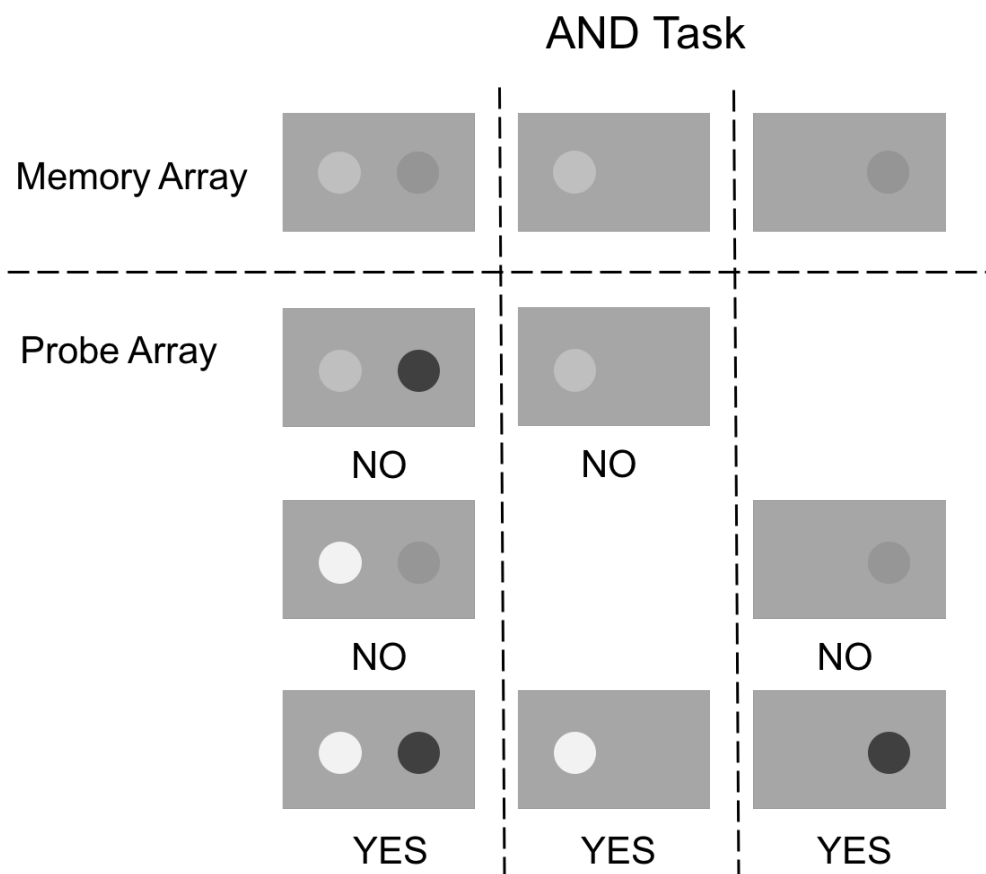 AND Task
Memory Array
Probe Array
NO NO
NO NO
YES YES YES